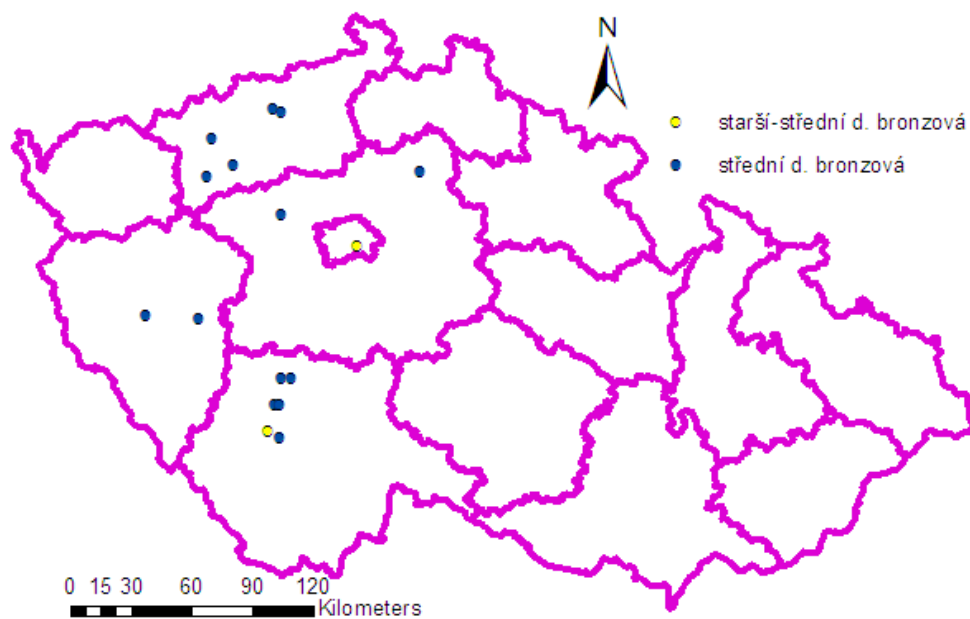 N
starší-střední d. bronzová
střední d. bronzová
0 15 30 60 90 120
Kilometers